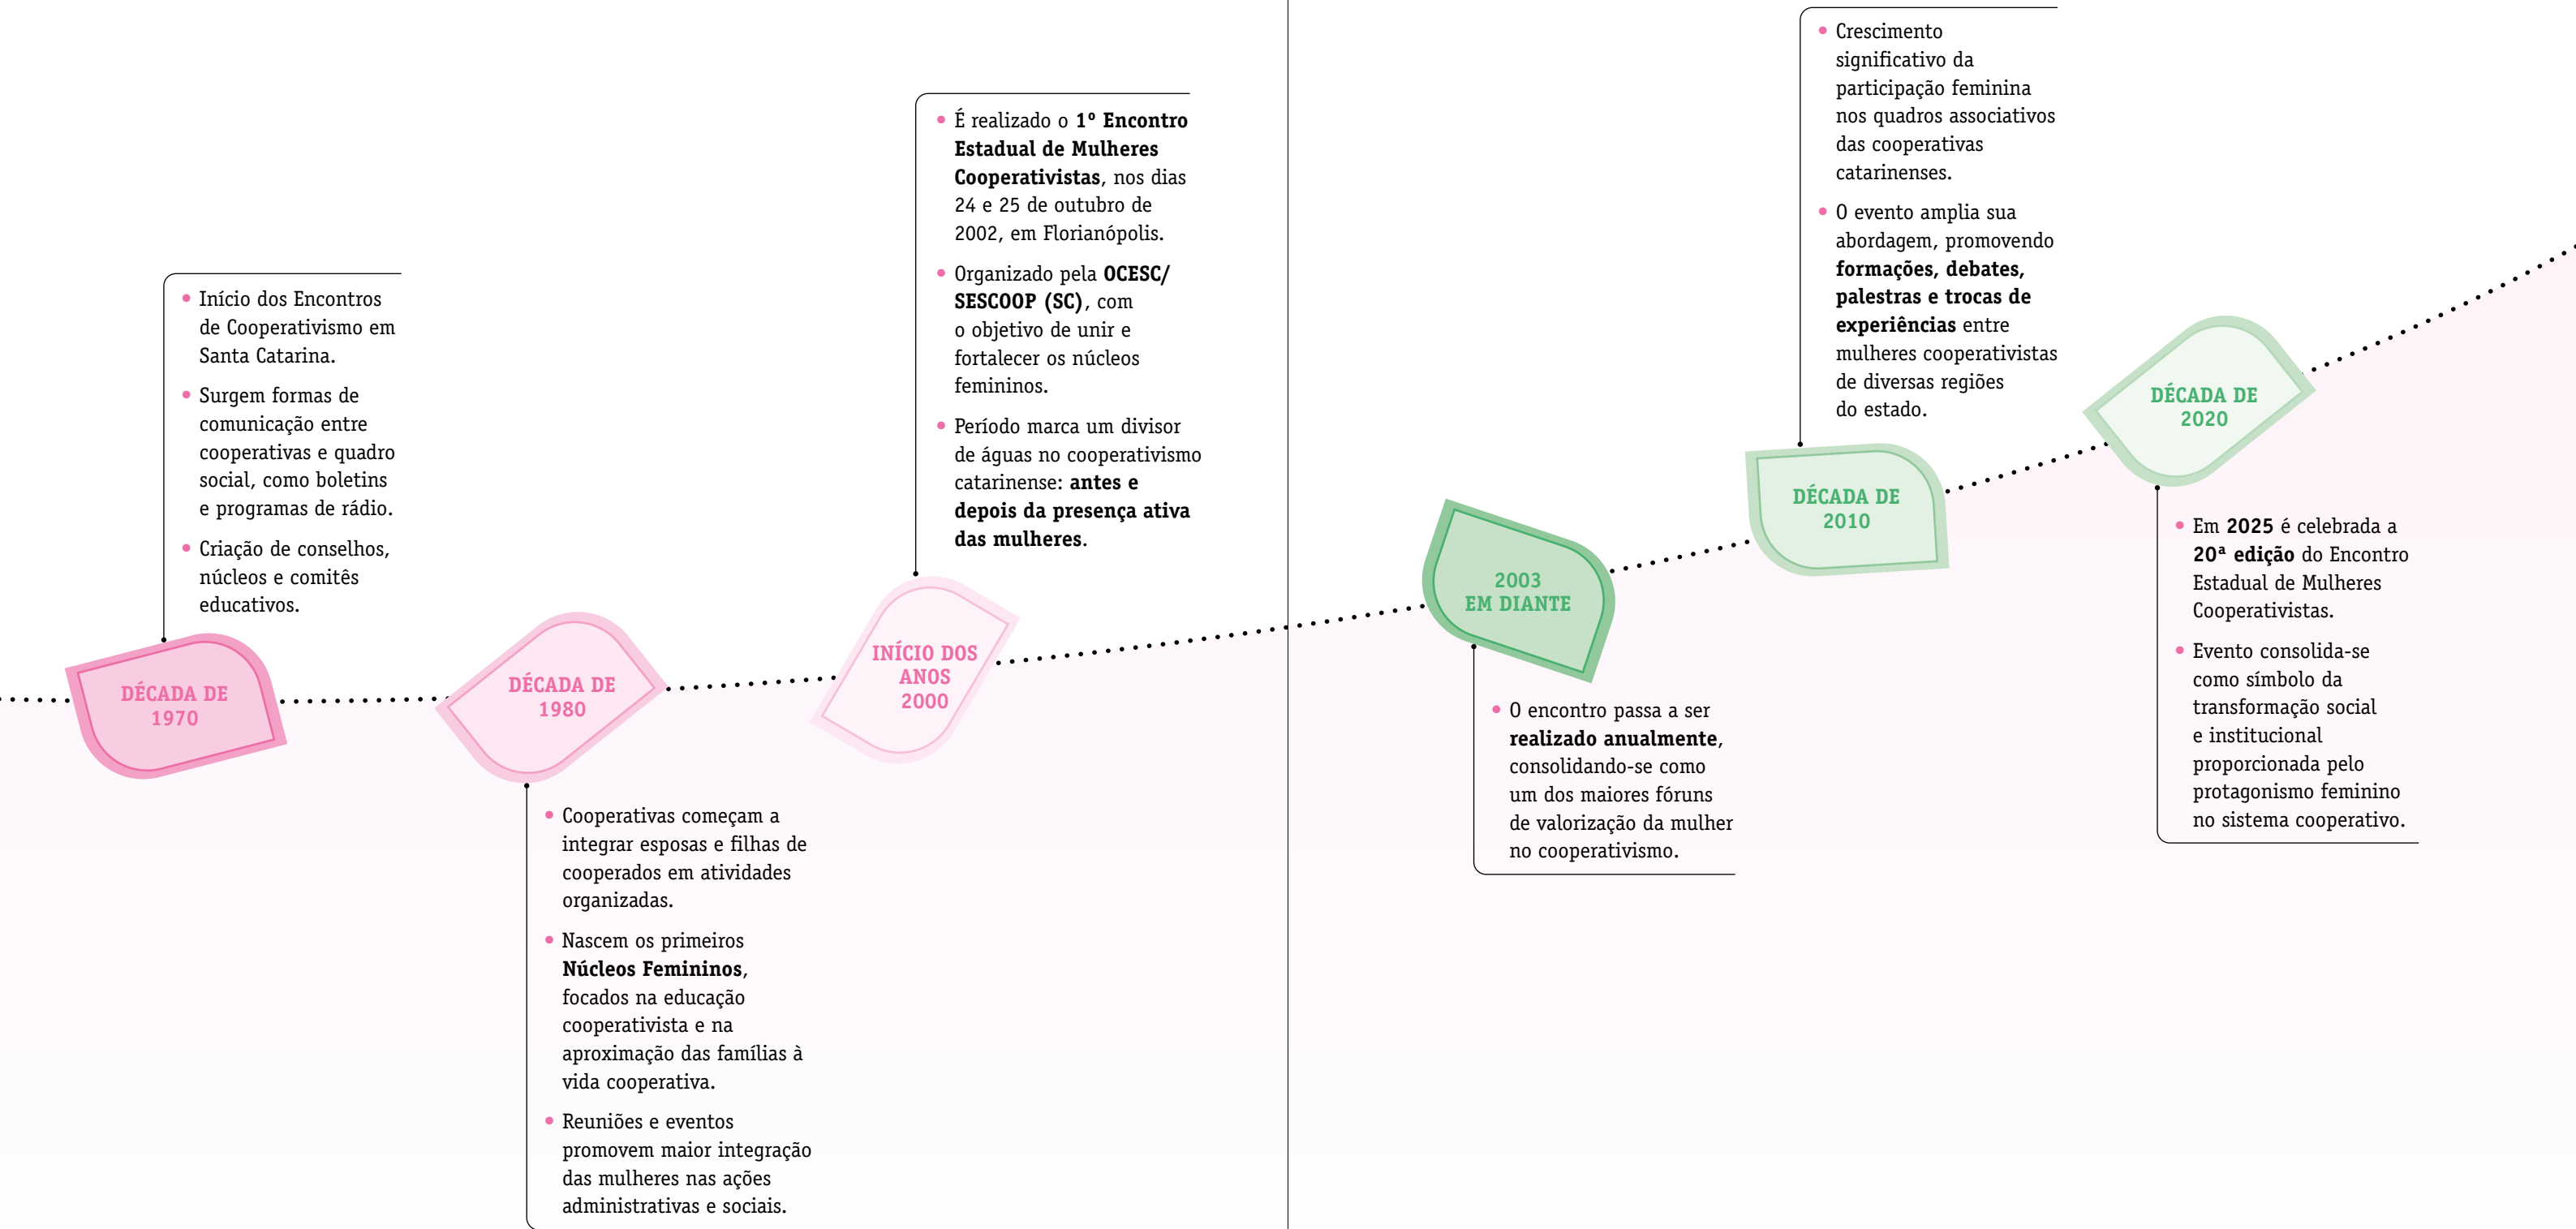 • Início dos Encontros
de Cooperativismo em
Santa Catarina.
• Surgem formas de
comunicação entre
cooperativas e quadro
social, como boletins
e programas de rádio.
• Criação de conselhos,
núcleos e comitês
educativos.
DÉCADA DE
1970
DÉCADA DE
1980
• Cooperativas começam a
integrar esposas e filhas de
cooperados em atividades
organizadas.
• Nascem os primeiros
Núcleos Femininos,
focados na educação
cooperativista e na
aproximação das famílias à
vida cooperativa.
• Reuniões e eventos
promovem maior integração
das mulheres nas ações
administrativas e sociais.
• É realizado o 1º Encontro
Estadual de Mulheres
Cooperativistas, nos dias
24 e 25 de outubro de
2002, em Florianópolis.
• Organizado pela OCESC/
SESCOOP (SC), com
o objetivo de unir e
fortalecer os núcleos
femininos.
• Período marca um divisor
de águas no cooperativismo
catarinense: antes e
depois da presença ativa
das mulheres.
INÍCIO DOS
ANOS
2000
2003
EM DIANTE
• O encontro passa a ser
realizado anualmente,
consolidando-se como
um dos maiores fóruns
de valorização da mulher
no cooperativismo.
• Crescimento
significativo da
participação feminina
nos quadros associativos
das cooperativas
catarinenses.
• O evento amplia sua
abordagem, promovendo
formações, debates,
palestras e trocas de
experiências entre
mulheres cooperativistas
de diversas regiões
do estado.
DÉCADA DE
2010
DÉCADA DE
2020
• Em 2025 é celebrada a
20ª edição do Encontro
Estadual de Mulheres
Cooperativistas.
• Evento consolida-se
como símbolo da
transformação social
e institucional
proporcionada pelo
protagonismo feminino
no sistema cooperativo.